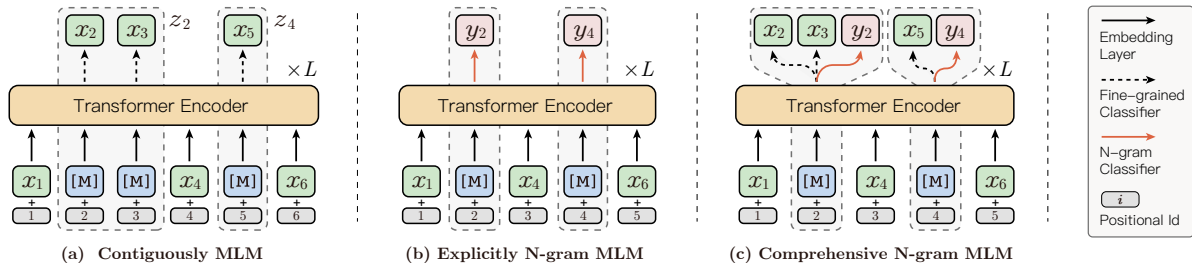 x2 x3 z2 x5 z4
×L
Transformer Encoder
x1 [M] [M] x4 [M] x6
+ + + + + +
1 2 3 4 5 6
(a) Contiguously MLM
y2 y4
×L
Transformer Encoder
x1 [M] x4 [M] x6
+ + + + +
1 2 3 4 5
(b) Explicitly N-gram MLM
x2 x3 y2 x5 y4
×L
Transformer Encoder
x1 [M] x4 [M] x6
+ + + + +
1 2 3 4 5
(c) Comprehensive N-gram MLM
Embedding
Layer
Fine-grained
Classifier
N-gram
Classifier
i
Positional Id